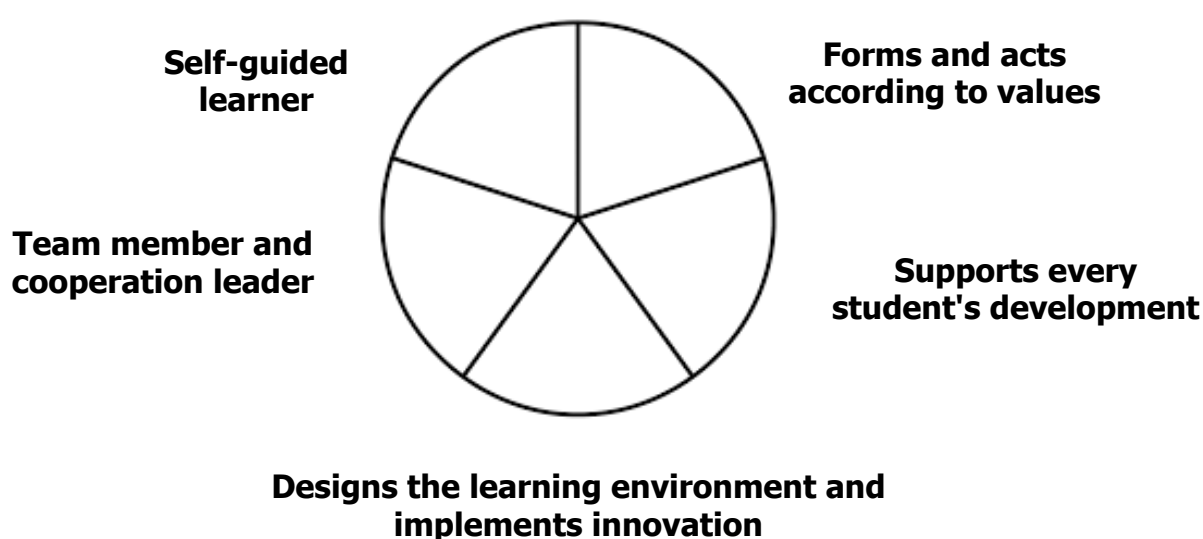 Self-guided
learner
Forms and acts
according to values
Team member and
cooperation leader
Supports every
student's development
Designs the learning environment and
implements innovation